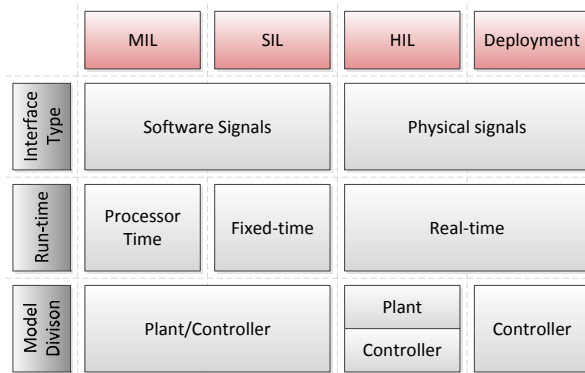 MIL
SIL
HIL
Deployment
Interface
Type
Software Signals
Physical signals
Run-time
Processor
Time
Fixed-time
Real-time
Model
Divison
Plant/Controller
Plant
Controller
Controller